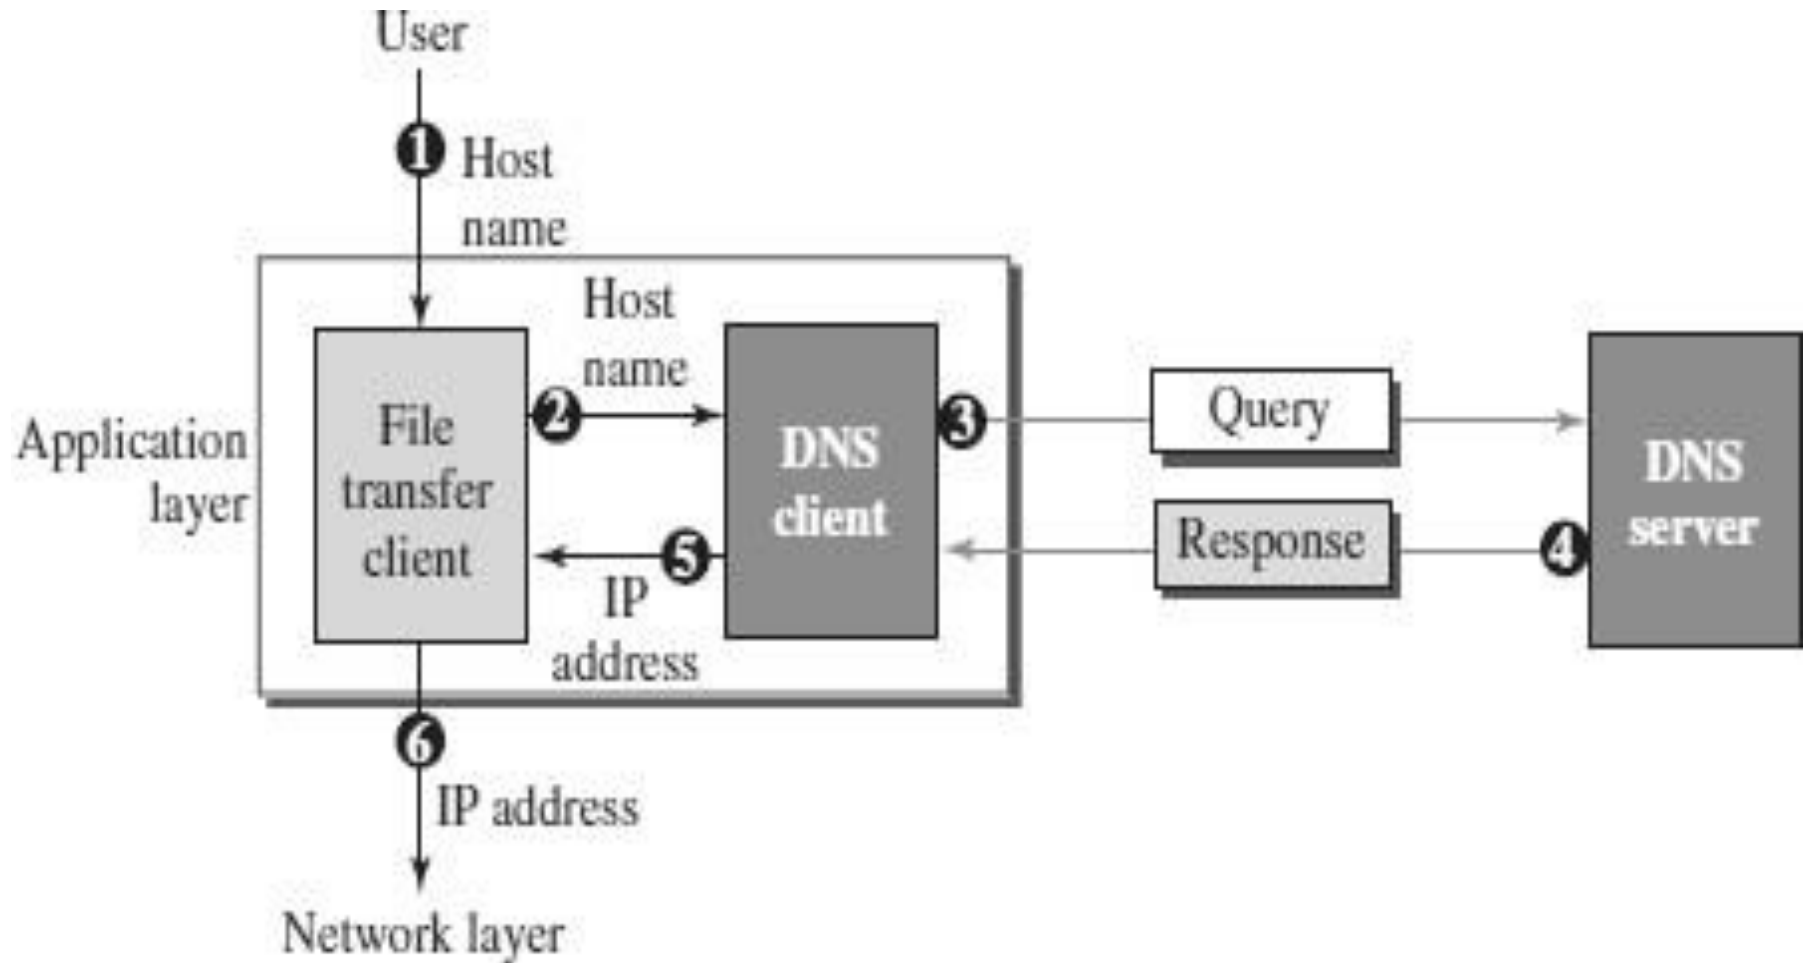 User
1
Host
name
Host
name
Application
layer
File
transfer
client
2
DNS
client
3
Query
DNS
server
Response
4
5
IP
address
6
IP address
Network layer